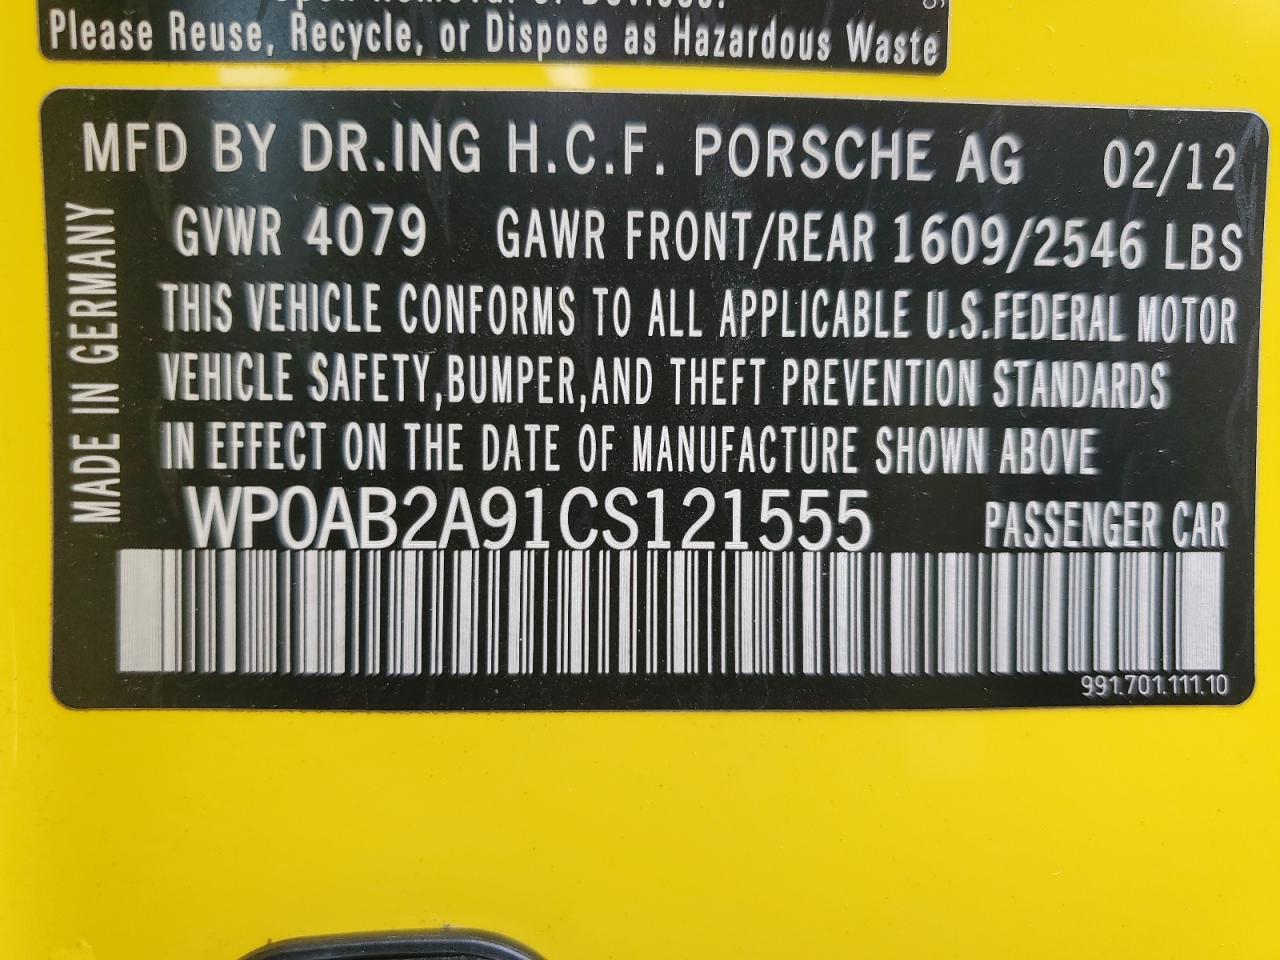 Please Reuse, Recycle, or Dispose as Hazardous Waste
MFD BY DR.ING H.C.F. PORSCHE AG 02/12
GVWR 4079 GAWR FRONT/REAR 1609/2546 LBS
THIS VEHICLE CONFORMS TO ALL APPLICABLE U.S.FEDERAL MOTOR
VEHICLE SAFETY,BUMPER,AND THEFT PREVENTION STANDARDS
IN EFFECT ON THE DATE OF MANUFACTURE SHOWN ABOVE
WP0AB2A91CS121555 PASSENGER CAR
991.701.111.10
MADE IN GERMANY